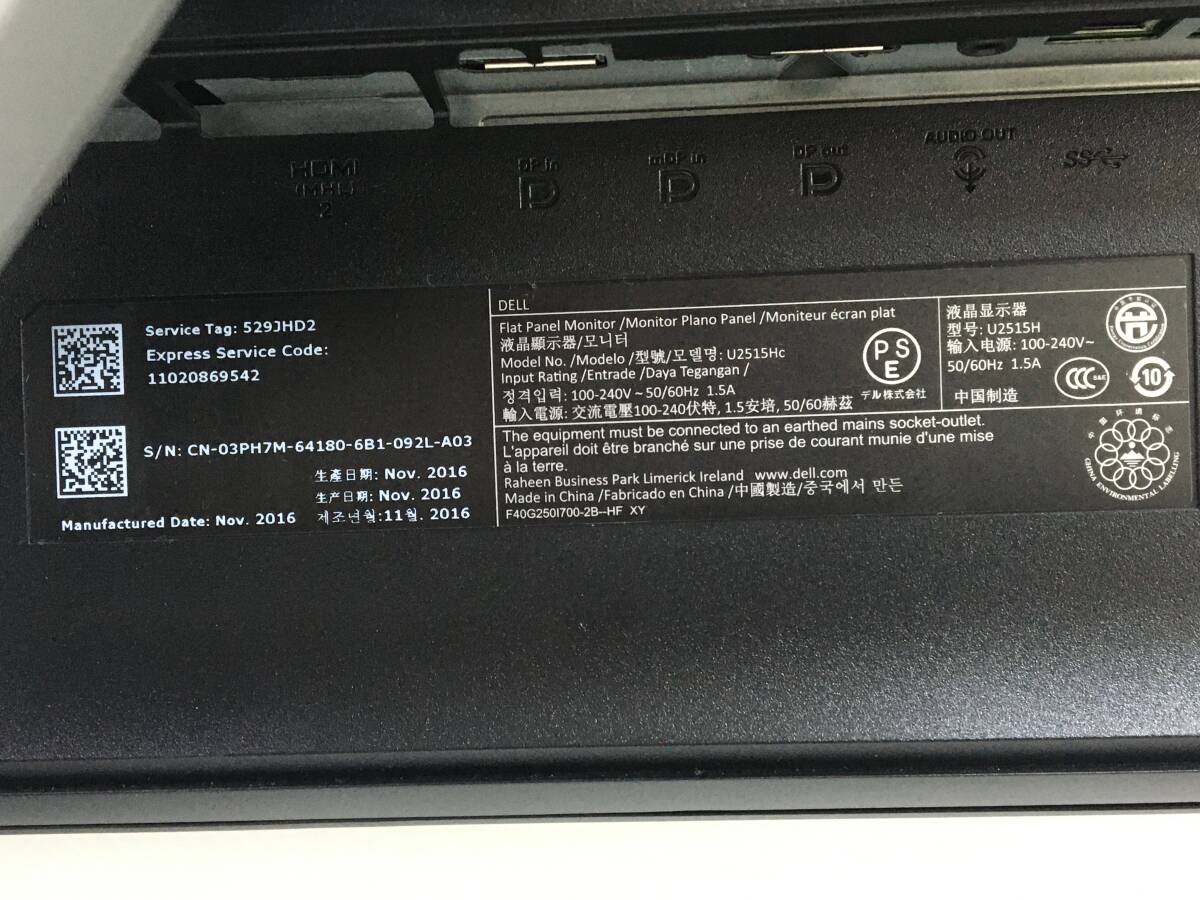 HDMI
(MHL)
2
DP in
mDP in
DP out
AUDIO OUT
Service Tag: 529JHD2
Express Service Code:
11020869542
S/N: CN-03PH7M-64180-6B1-092L-A03
生產日期: Nov. 2016
生产日期: Nov. 2016
Manufactured Date: Nov. 2016
제조년월:11월. 2016
DELL
Flat Panel Monitor /Monitor Plano Panel /Moniteur écran plat
液晶顯示器/모니터
Model No. /Modelo /型號/모델명: U2515Hc
Input Rating /Entrade /Daya Tegangan /
정격입력: 100-240V ~ 50/60Hz 1.5A
輸入電源: 交流電壓100-240伏特, 1.5安培, 50/60赫茲
PSE
デル株式会社
液晶显示器
型号: U2515H
输入电源: 100-240V~
50/60Hz 1.5A
中国制造
CCC S&E
10
The equipment must be connected to an earthed mains socket-outlet.
L'appareil doit être branché sur une prise de courant munie d'une mise
à la terre.
Raheen Business Park Limerick Ireland www.dell.com
Made in China /Fabricado en China /中國製造/중국에서 만든
F40G250I700-2B--HF XY
CHINA ENVIRONMENTAL LABELLING